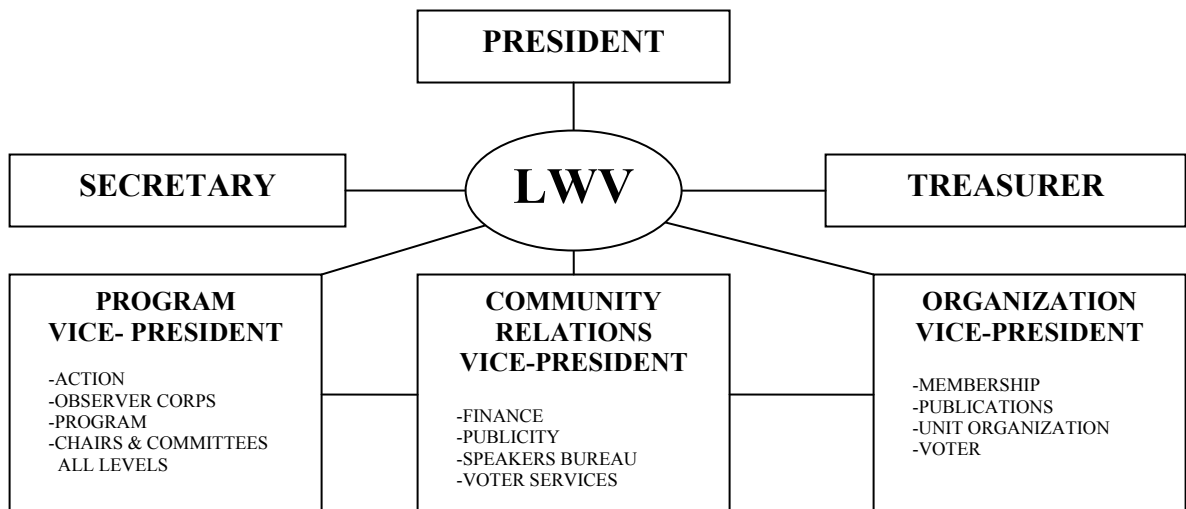 PRESIDENT
SECRETARY
LWV
TREASURER
PROGRAM
VICE- PRESIDENT
-ACTION
-OBSERVER CORPS
-PROGRAM
-CHAIRS & COMMITTEES
ALL LEVELS
COMMUNITY
RELATIONS
VICE-PRESIDENT
-FINANCE
-PUBLICITY
-SPEAKERS BUREAU
-VOTER SERVICES
ORGANIZATION
VICE-PRESIDENT
-MEMBERSHIP
-PUBLICATIONS
-UNIT ORGANIZATION
-VOTER